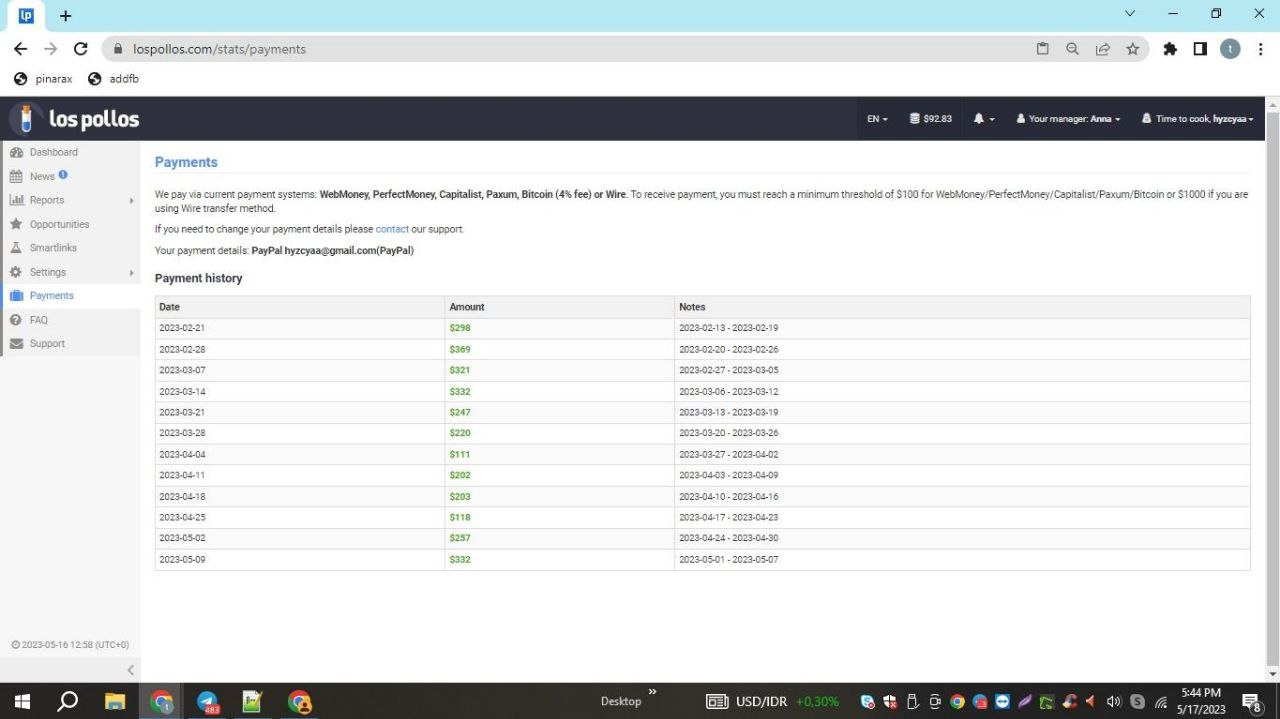 lp
lospollos.com/stats/payments
t
pinarax
addfb
los pollos
EN
$92.83
Your manager: Anna
Time to cook, hyzcyaa
Dashboard
News
Reports
Opportunities
Smartlinks
Settings
Payments
FAQ
Support
2023-05-16 12:58 (UTC+0)
Payments
We pay via current payment systems: WebMoney, PerfectMoney, Capitalist, Paxum, Bitcoin (4% fee) or Wire. To receive payment, you must reach a minimum threshold of $100 for WebMoney/PerfectMoney/Capitalist/Paxum/Bitcoin or $1000 if you are
using Wire transfer method.
If you need to change your payment details please contact our support.
Your payment details: PayPal hyzcyaa@gmail.com(PayPal)
Payment history
Date Amount Notes
2023-02-21 $298 2023-02-13 - 2023-02-19
2023-02-28 $369 2023-02-20 - 2023-02-26
2023-03-07 $321 2023-02-27 - 2023-03-05
2023-03-14 $332 2023-03-06 - 2023-03-12
2023-03-21 $247 2023-03-13 - 2023-03-19
2023-03-28 $220 2023-03-20 - 2023-03-26
2023-04-04 $111 2023-03-27 - 2023-04-02
2023-04-11 $202 2023-04-03 - 2023-04-09
2023-04-18 $203 2023-04-10 - 2023-04-16
2023-04-25 $118 2023-04-17 - 2023-04-23
2023-05-02 $257 2023-04-24 - 2023-04-30
2023-05-09 $332 2023-05-01 - 2023-05-07
483
Desktop
USD/IDR +0,30%
5:44 PM
5/17/2023
8